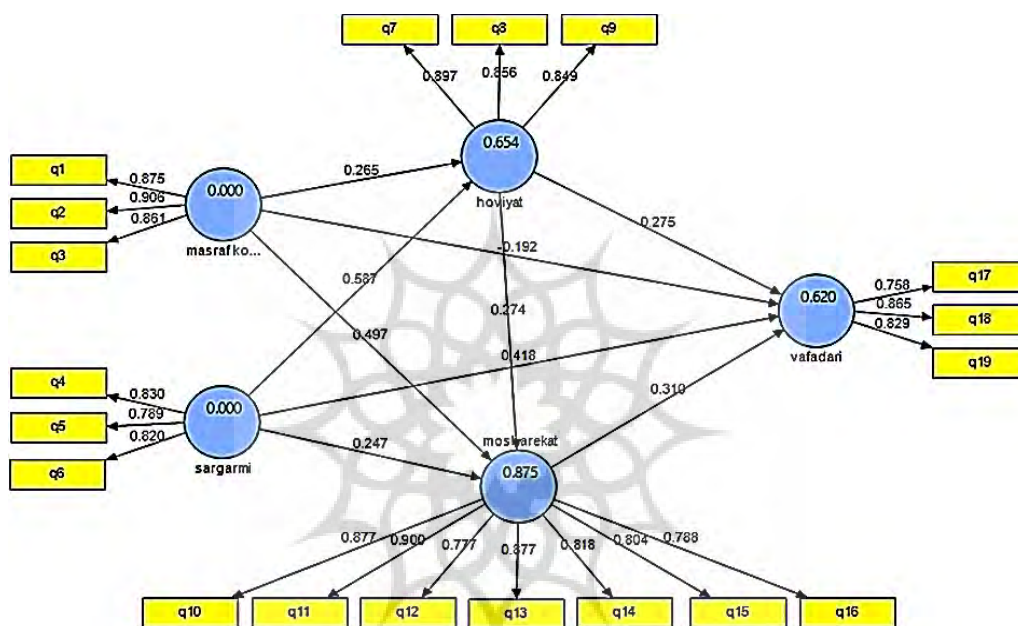 q7 q8 q9
0.897 0.856 0.849
0.654
hoviyat
q1
q2
q3
0.875
0.906
0.861
0.000
masraf ko...
0.265
0.587
0.497
-0.192
0.274
0.275
0.418
0.310
0.247
q4
q5
q6
0.830
0.789
0.820
0.000
sargarmi
0.620
vafadari
0.758
0.865
0.829
q17
q18
q19
mosharekat
0.875
0.877 0.900 0.777 0.877 0.818 0.804 0.788
q10 q11 q12 q13 q14 q15 q16